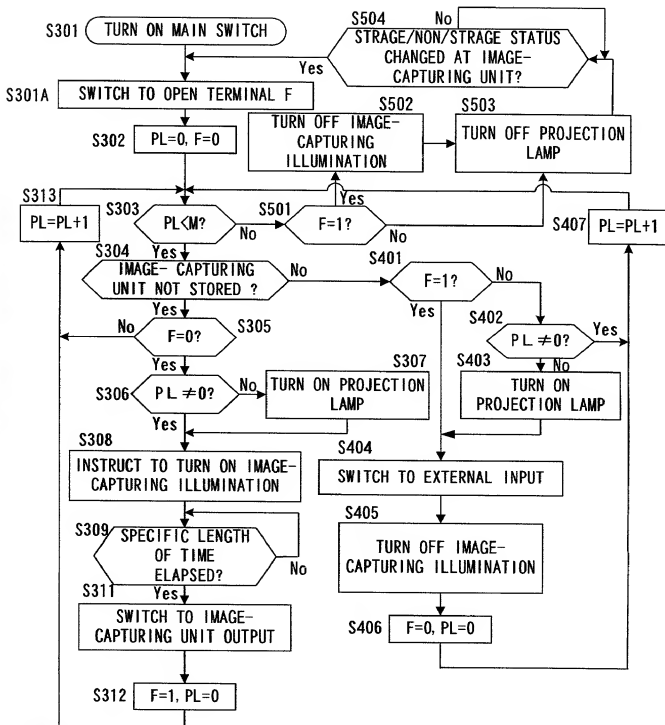 S301
TURN ON MAIN SWITCH
S504
No
STRAGE/NON/STRAGE STATUS
CHANGED AT IMAGE-
CAPTURING UNIT?
Yes
S301A
SWITCH TO OPEN TERMINAL F
S302
PL=0, F=0
S502
TURN OFF IMAGE-
CAPTURING
ILLUMINATION
S503
TURN OFF PROJECTION
LAMP
S313
PL=PL+1
S303
PL<M?
No
Yes
S501
F=1?
Yes
No
S407
PL=PL+1
S304
IMAGE- CAPTURING
UNIT NOT STORED ?
No
Yes
S401
F=1?
No
Yes
S305
F=0?
No
Yes
S402
PL ≠0?
Yes
No
S306
PL ≠0?
No
Yes
S307
TURN ON PROJECTION
LAMP
S403
TURN ON
PROJECTION LAMP
S308
INSTRUCT TO TURN ON IMAGE-
CAPTURING ILLUMINATION
S404
SWITCH TO EXTERNAL INPUT
S309
SPECIFIC LENGTH
OF TIME
ELAPSED?
No
Yes
S405
TURN OFF IMAGE-
CAPTURING ILLUMINATION
S311
SWITCH TO IMAGE-
CAPTURING UNIT OUTPUT
S406
F=0, PL=0
S312
F=1, PL=0